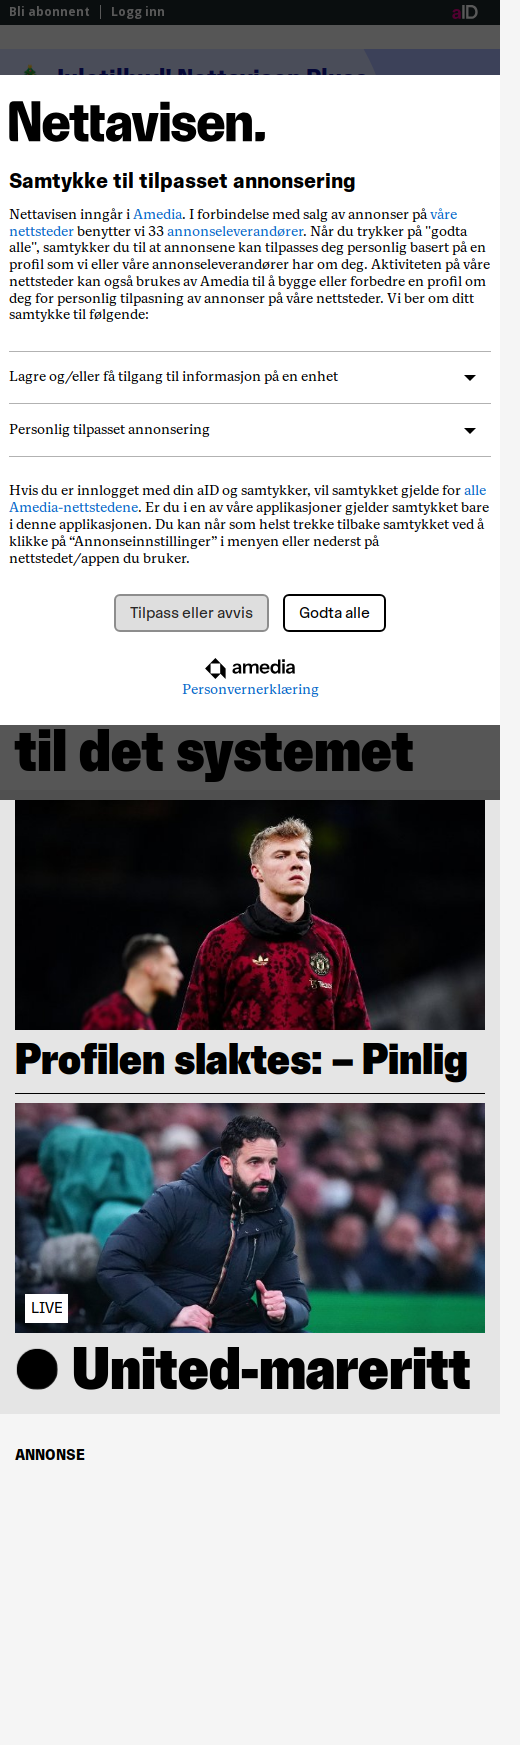 Bli abonnent
Logg inn
aID
Juletilbud! Nettavisen Pluss
Nettavisen.
Samtykke til tilpasset annonsering
Nettavisen inngår i Amedia. I forbindelse med salg av annonser på våre
nettsteder benytter vi 33 annonseleverandører. Når du trykker på "godta
alle", samtykker du til at annonsene kan tilpasses deg personlig basert på en
profil som vi eller våre annonseleverandører har om deg. Aktiviteten på våre
nettsteder kan også brukes av Amedia til å bygge eller forbedre en profil om
deg for personlig tilpasning av annonser på våre nettsteder. Vi ber om ditt
samtykke til følgende:
Lagre og/eller få tilgang til informasjon på en enhet
Personlig tilpasset annonsering
Hvis du er innlogget med din aID og samtykker, vil samtykket gjelde for alle
Amedia-nettstedene. Er du i en av våre applikasjoner gjelder samtykket bare
i denne applikasjonen. Du kan når som helst trekke tilbake samtykket ved å
klikke på “Annonseinnstillinger” i menyen eller nederst på
nettstedet/appen du bruker.
Tilpass eller avvis
Godta alle
amedia
Personvernerklæring
til det systemet
Profilen slaktes: – Pinlig
LIVE
United-mareritt
ANNONSE